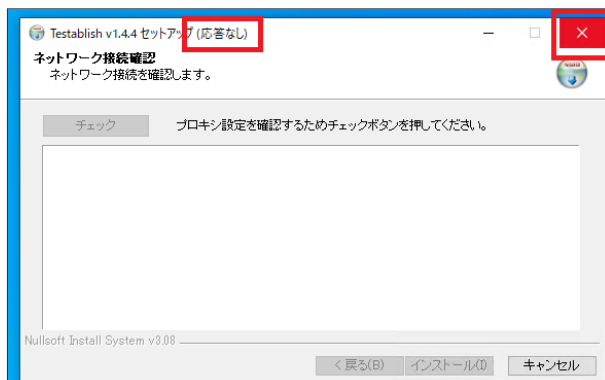 Testablish v1.4.4 セットアップ (応答なし)
ネットワーク接続確認
ネットワーク接続を確認します。
チェック プロキシ設定を確認するためチェックボタンを押してください。
Nullsoft Install System v3.08
< 戻る(B) インストール(I) キャンセル